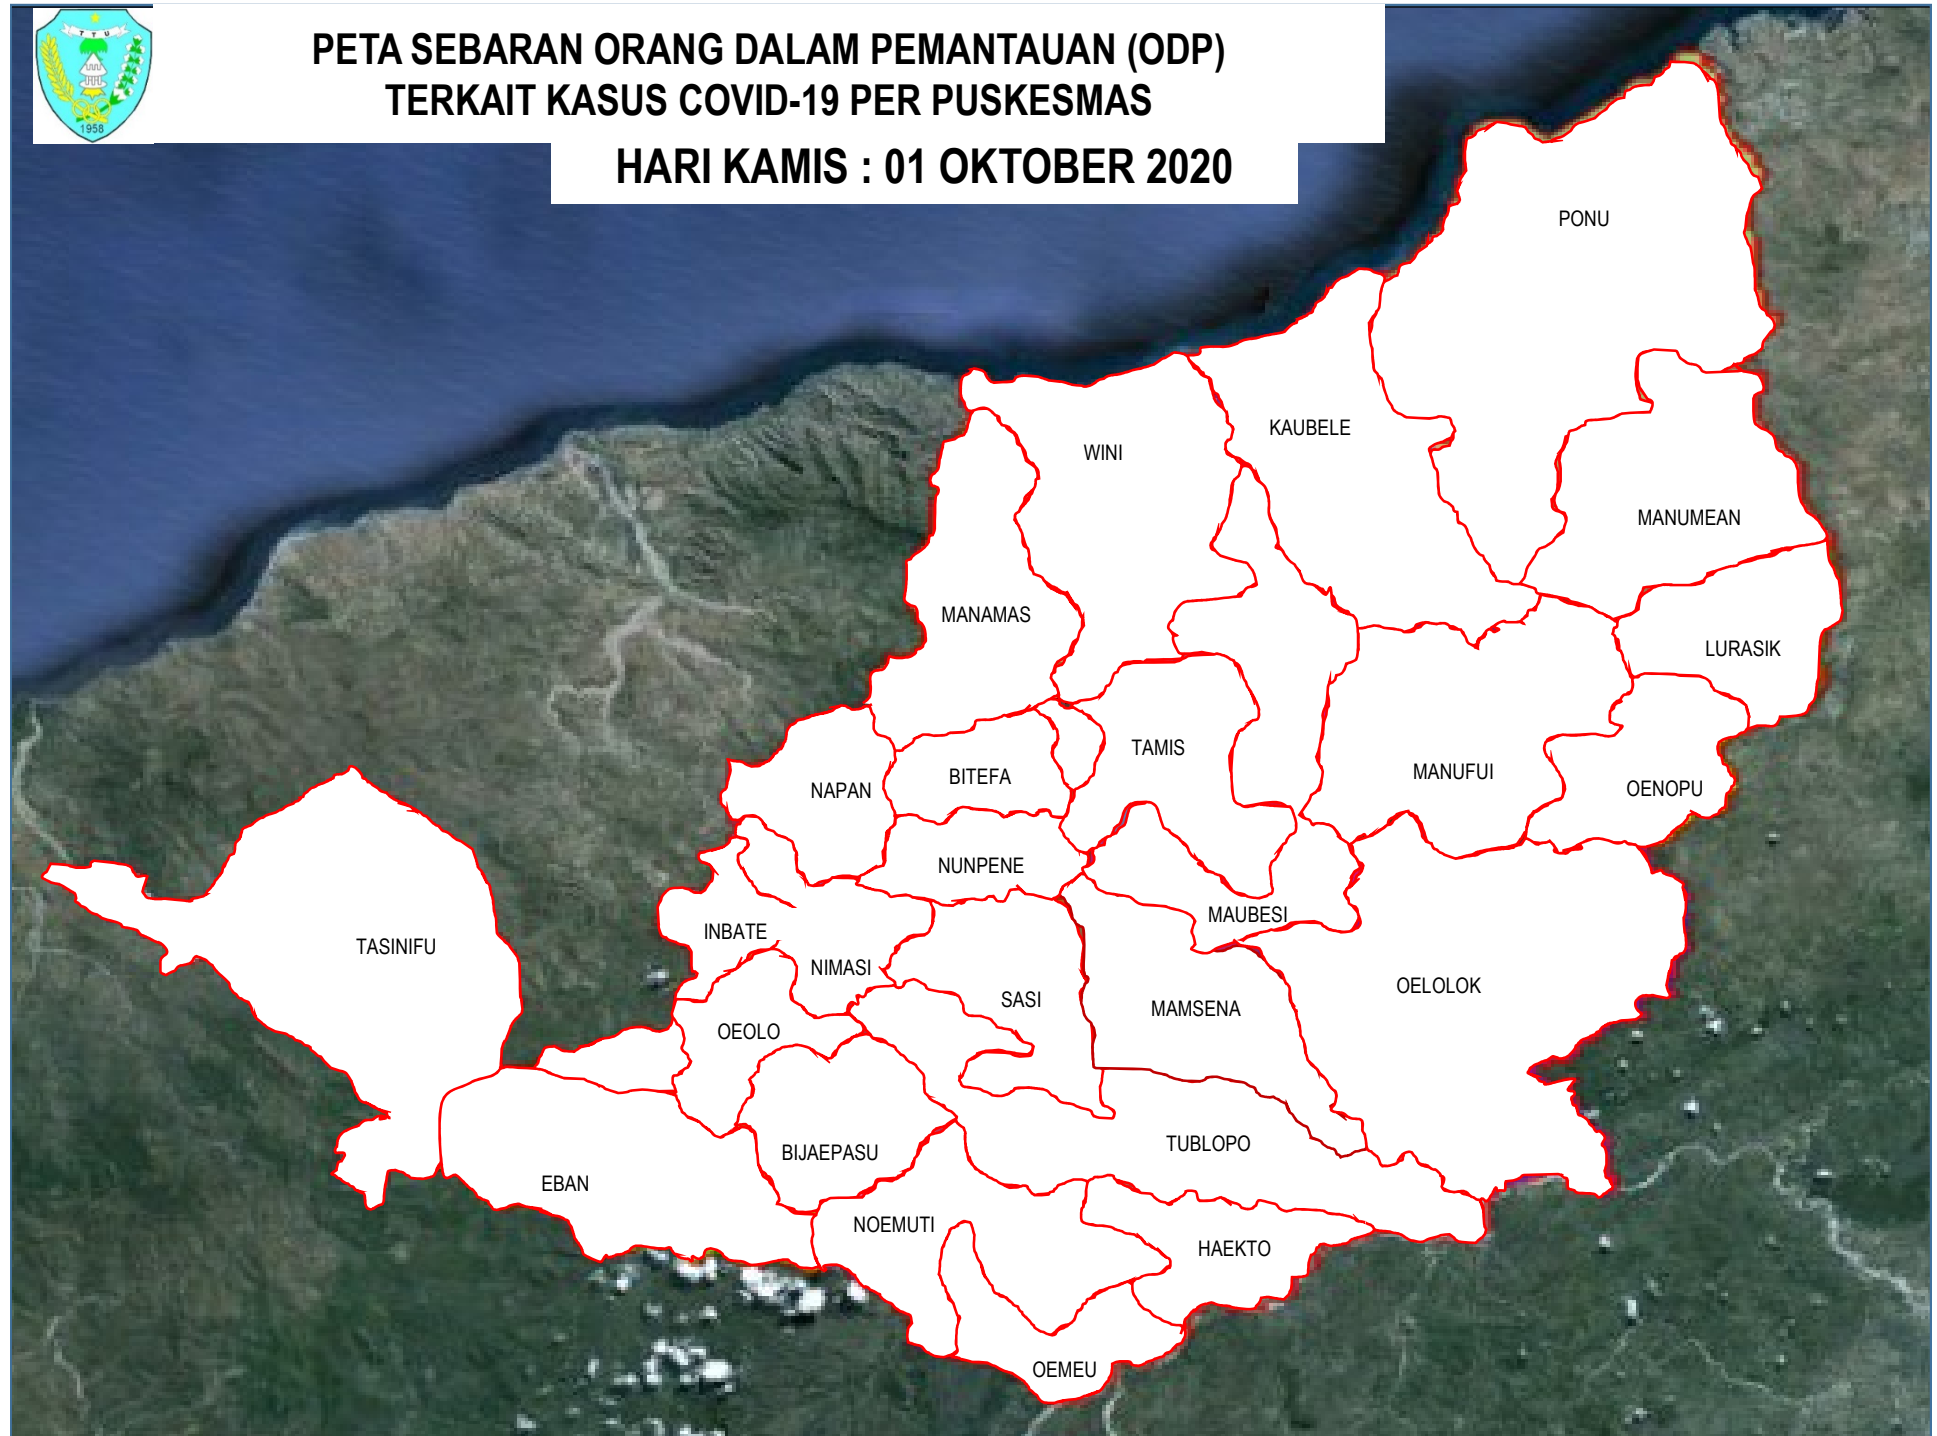 T T U
1958
PETA SEBARAN ORANG DALAM PEMANTAUAN (ODP)
TERKAIT KASUS COVID-19 PER PUSKESMAS
HARI KAMIS : 01 OKTOBER 2020
PONU
KAUBELE
WINI
MANUMEAN
MANAMAS
LURASIK
TAMIS
MANUFUI
BITEFA
NAPAN
OENOPU
NUNPENE
MAUBESI
INBATE
TASINIFU
NIMASI
OELOLOK
SASI
MAMSENA
OEOLO
TUBLOPO
BIJAEPASU
EBAN
NOEMUTI
HAEKTO
OEMEU